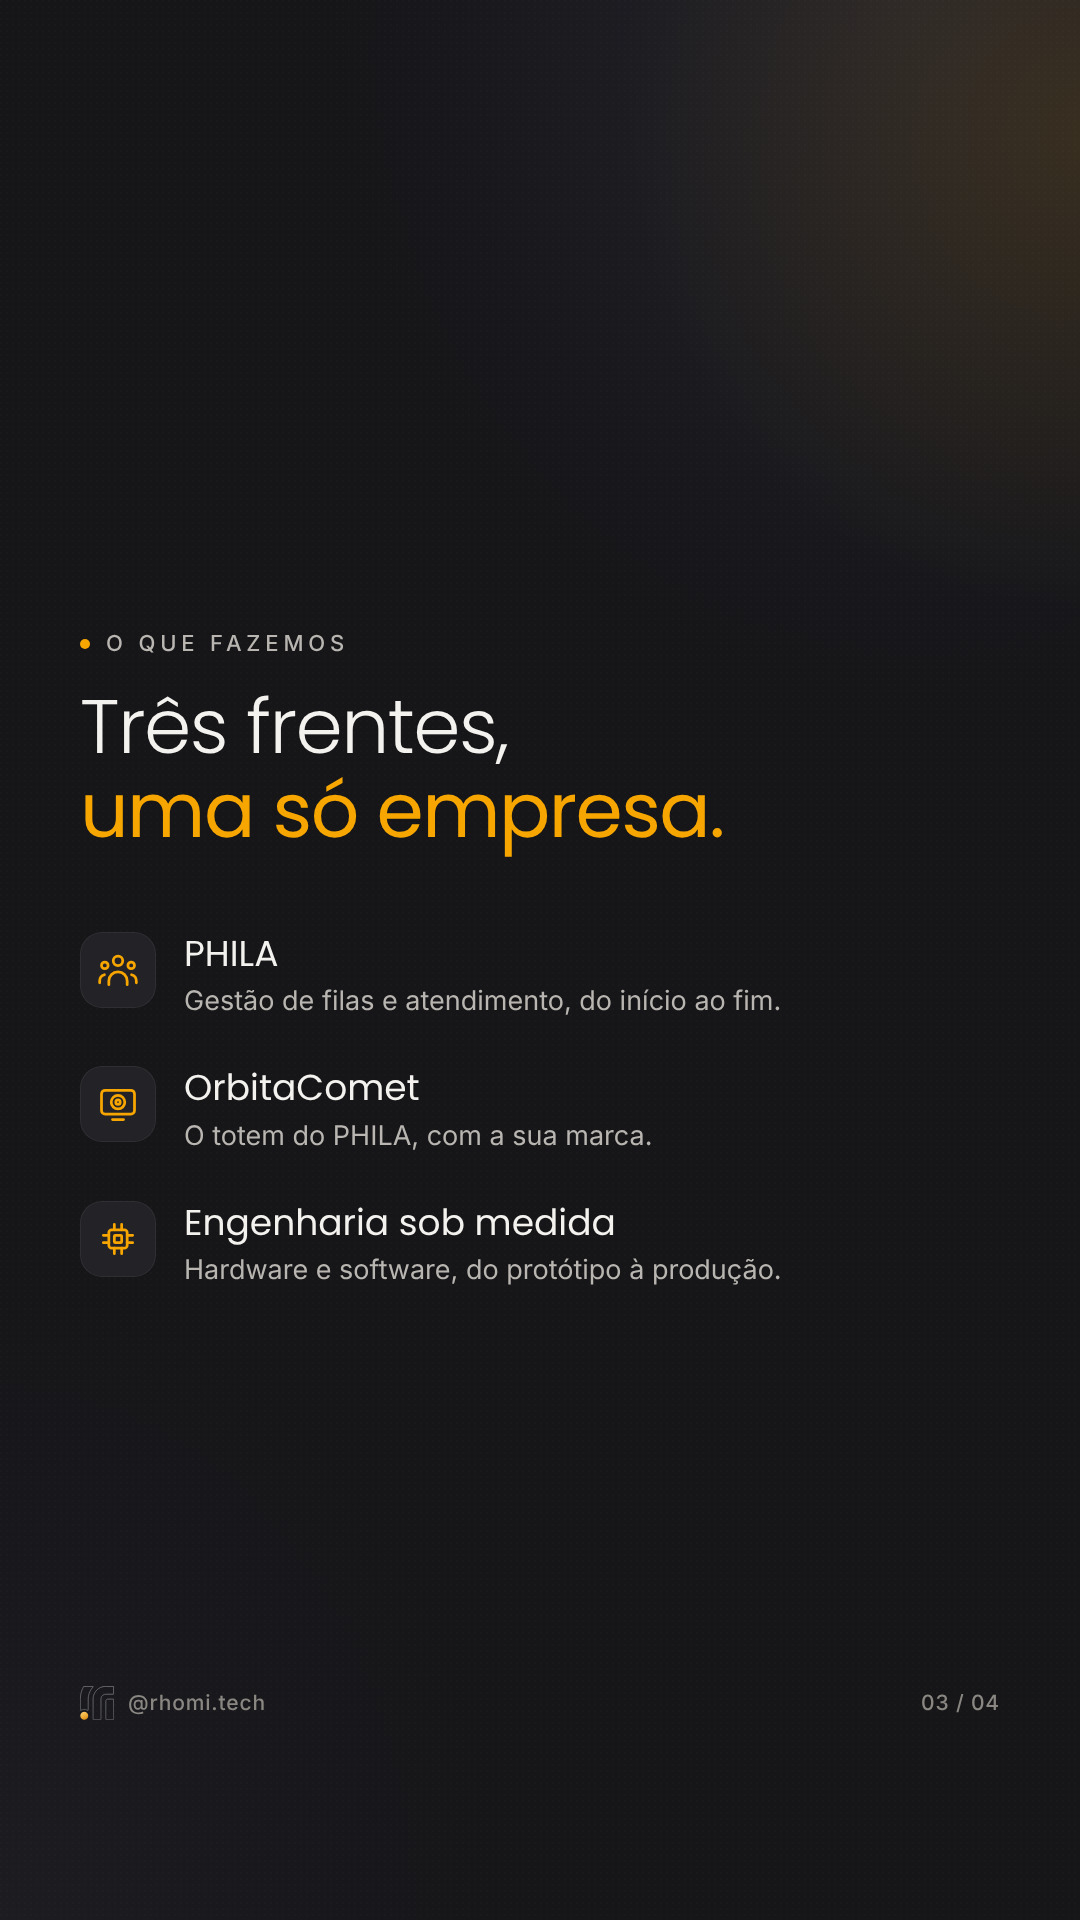 O QUE FAZEMOS
Três frentes,
uma só empresa.
PHILA
Gestão de filas e atendimento, do início ao fim.
OrbitaComet
O totem do PHILA, com a sua marca.
Engenharia sob medida
Hardware e software, do protótipo à produção.
@rhomi.tech
03 / 04